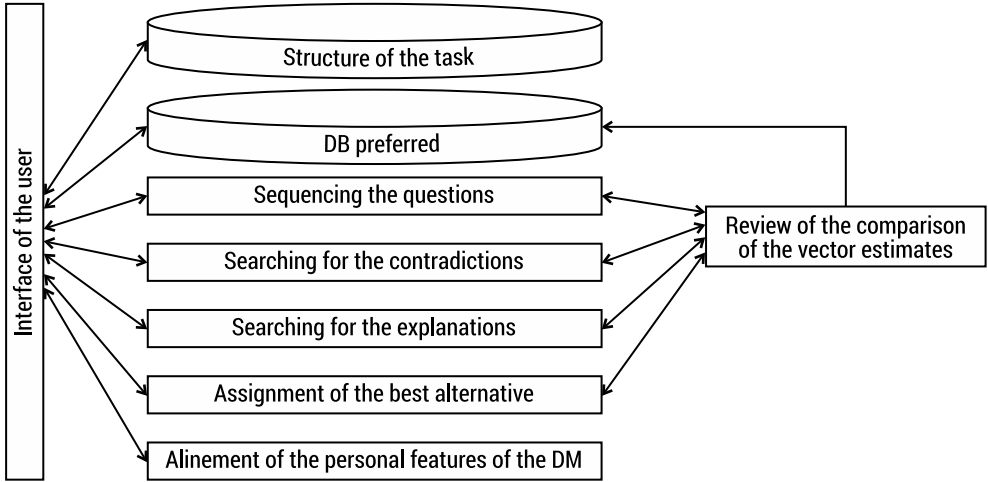 Interface of the user
Structure of the task
DB preferred
Sequencing the questions
Searching for the contradictions
Searching for the explanations
Assignment of the best alternative
Alinement of the personal features of the DM
Review of the comparison
of the vector estimates